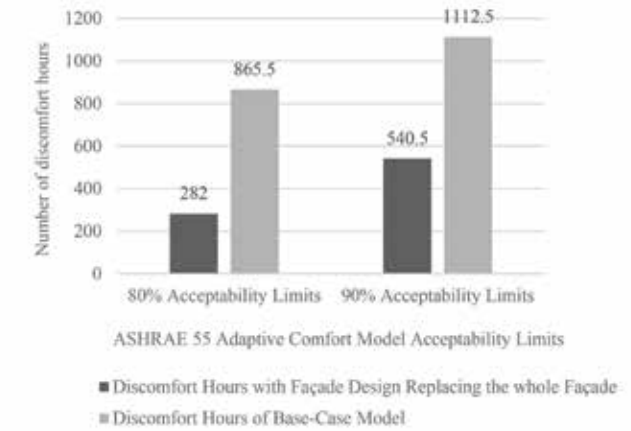 Number of discomfort hours
1200
1000
800
600
400
200
0
282
865.5
540.5
1112.5
80% Acceptability Limits
90% Acceptability Limits
ASHRAE 55 Adaptive Comfort Model Acceptability Limits
Discomfort Hours with Façade Design Replacing the whole Façade
Discomfort Hours of Base-Case Model